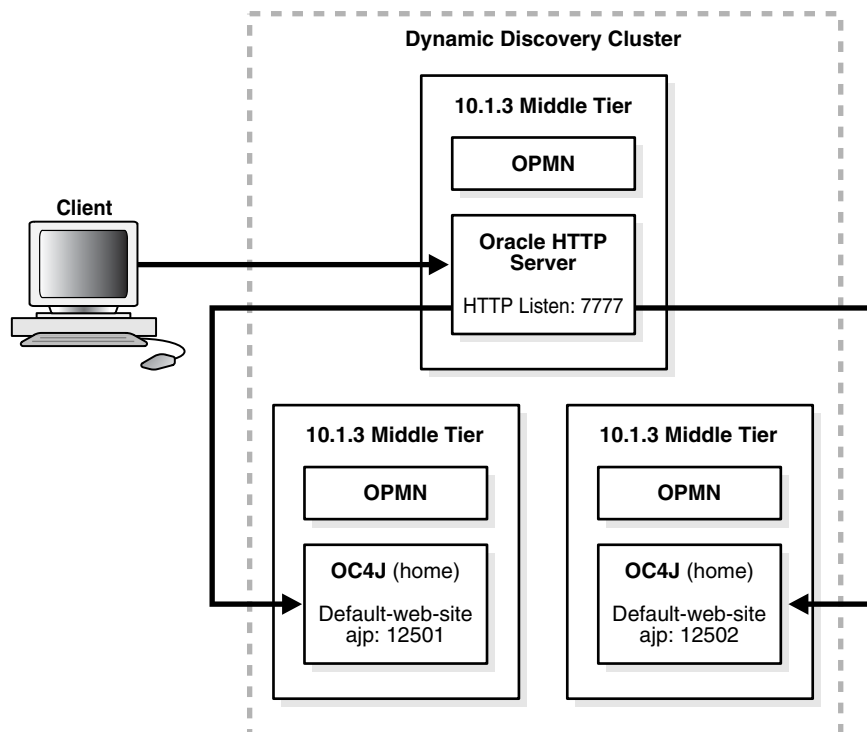 Dynamic Discovery Cluster
10.1.3 Middle Tier
OPMN
Client
Oracle HTTP
Server
HTTP Listen: 7777
10.1.3 Middle Tier
OPMN
OC4J (home)
Default-web-site
ajp: 12501
10.1.3 Middle Tier
OPMN
OC4J (home)
Default-web-site
ajp: 12502